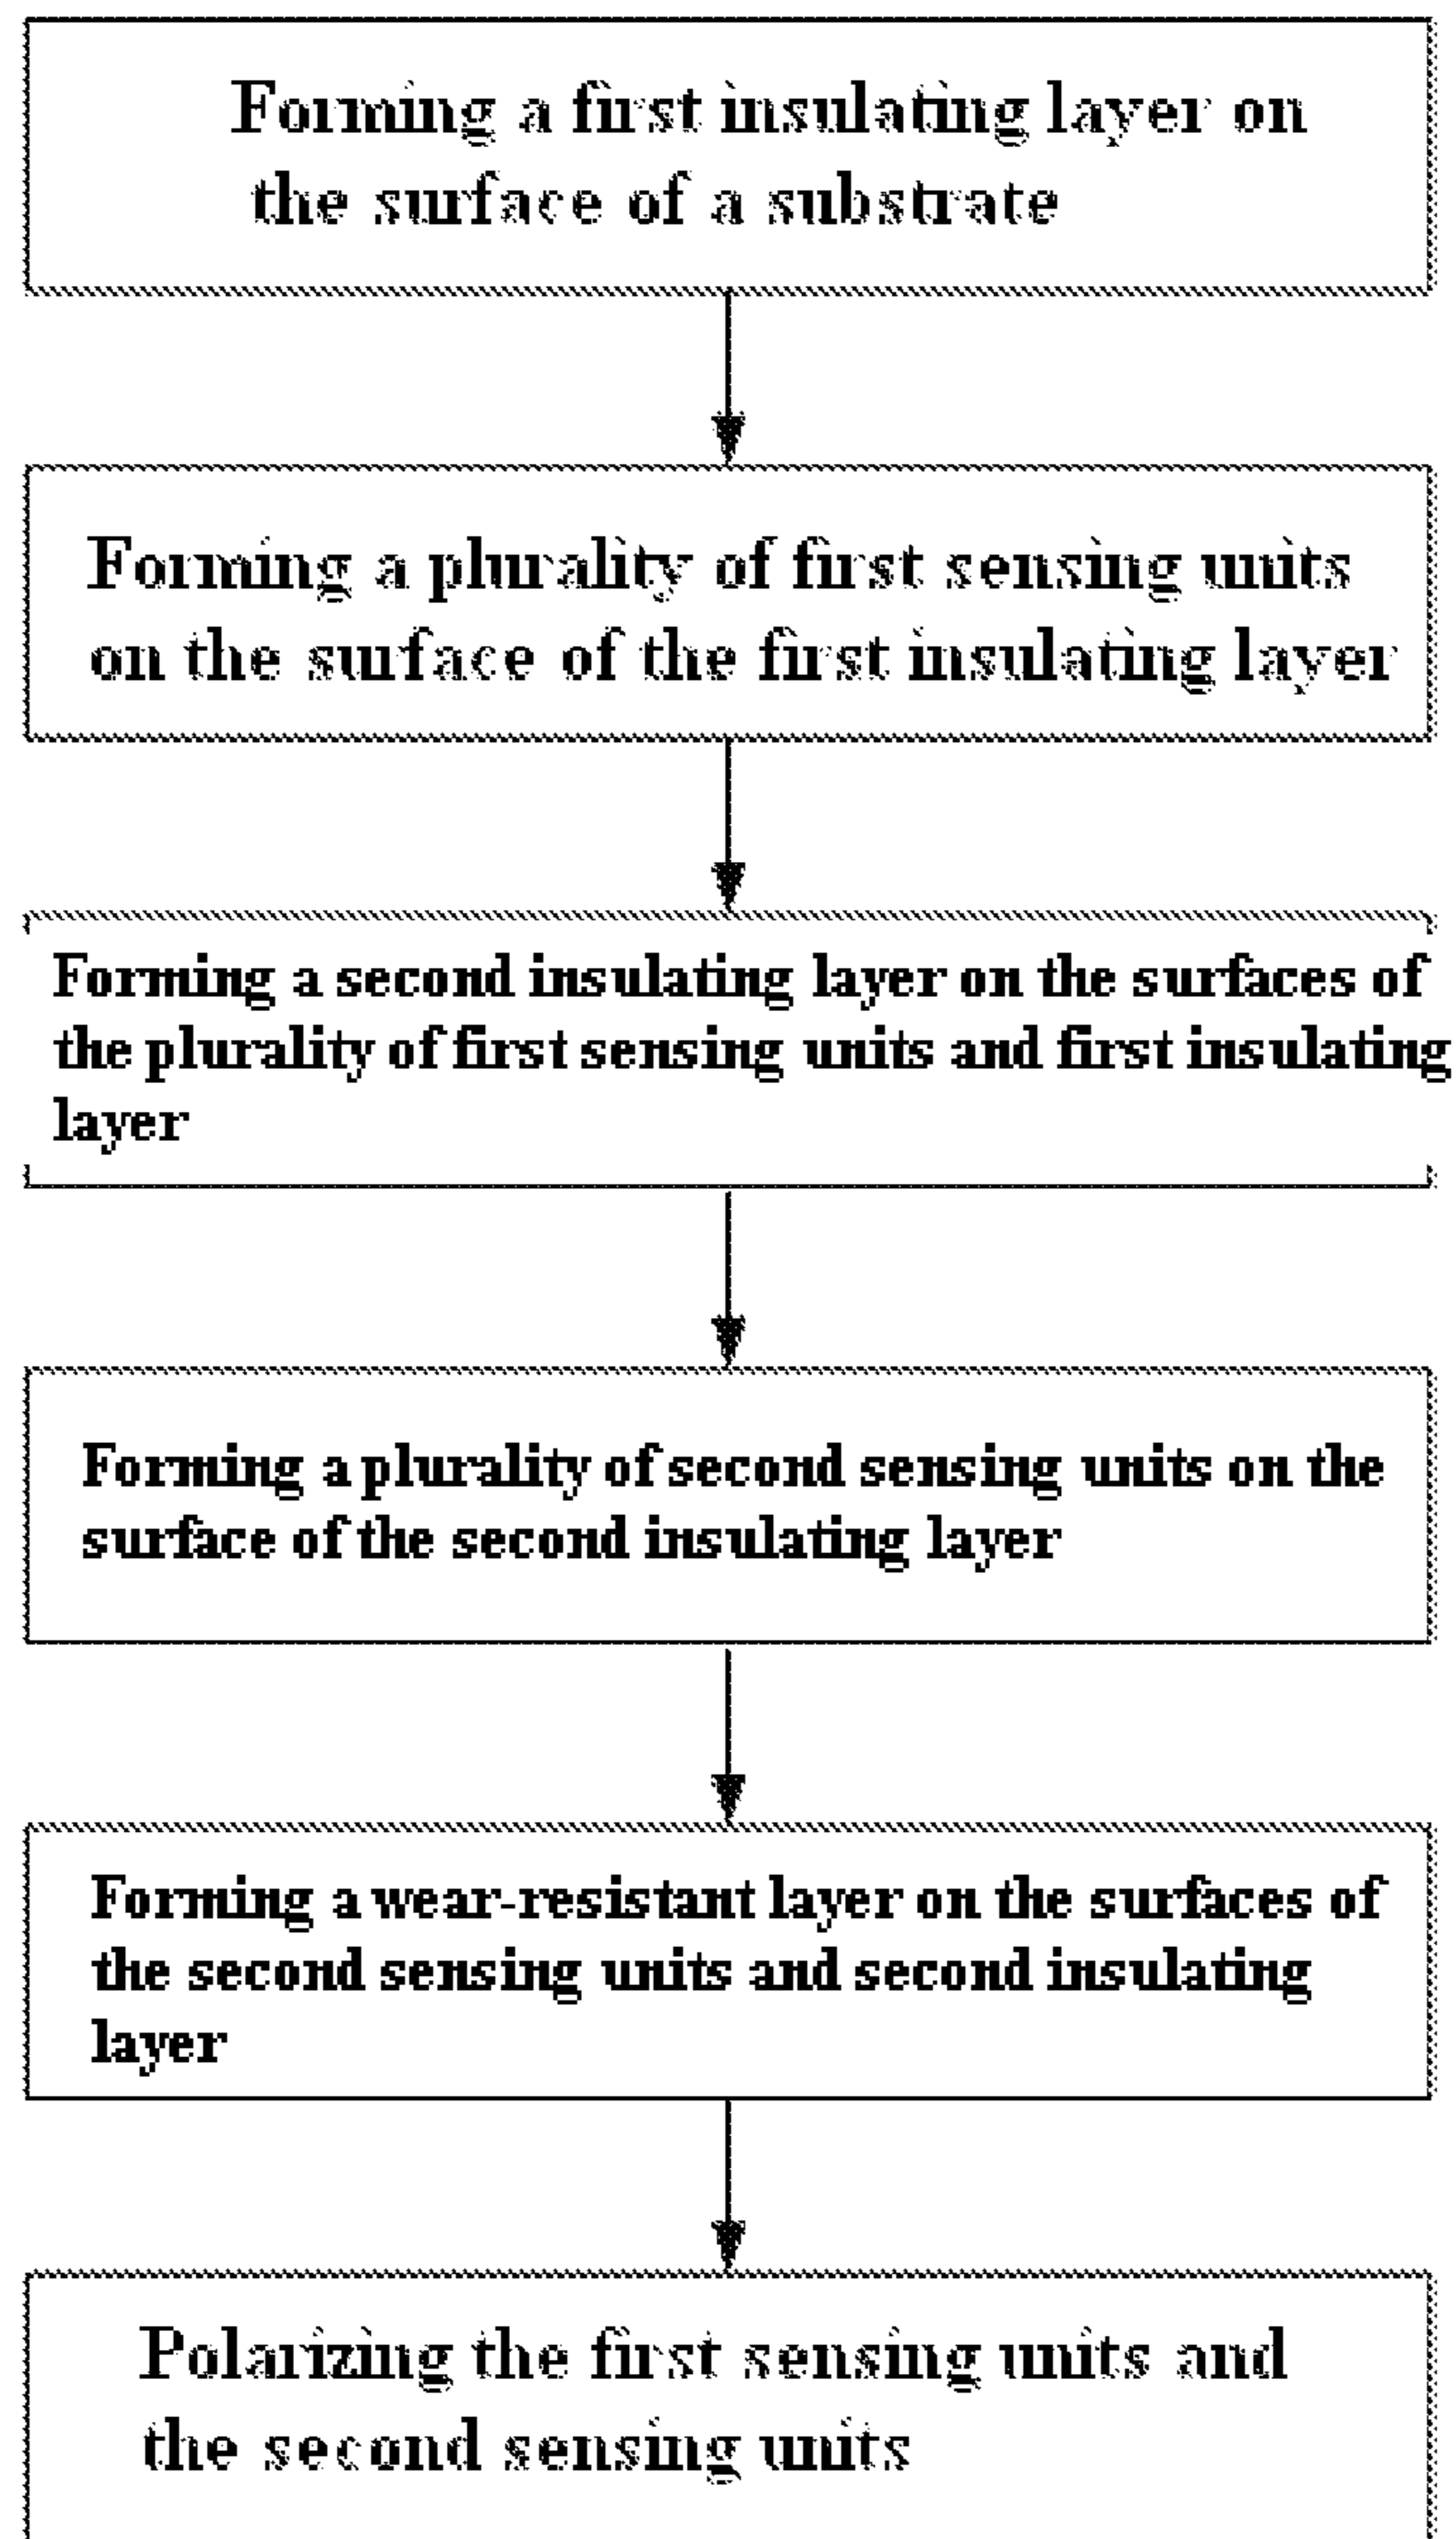 Forming a first insulating layer on
the surface of a substrate
Forming a plurality of first sensing units
on the surface of the first insulating layer
Forming a second insulating layer on the surfaces of
the plurality of first sensing units and first insulating
layer
Forming a plurality of second sensing units on the
surface of the second insulating layer
Forming a wear-resistant layer on the surfaces of
the second sensing units and second insulating
layer
Polarizing the first sensing units and
the second sensing units